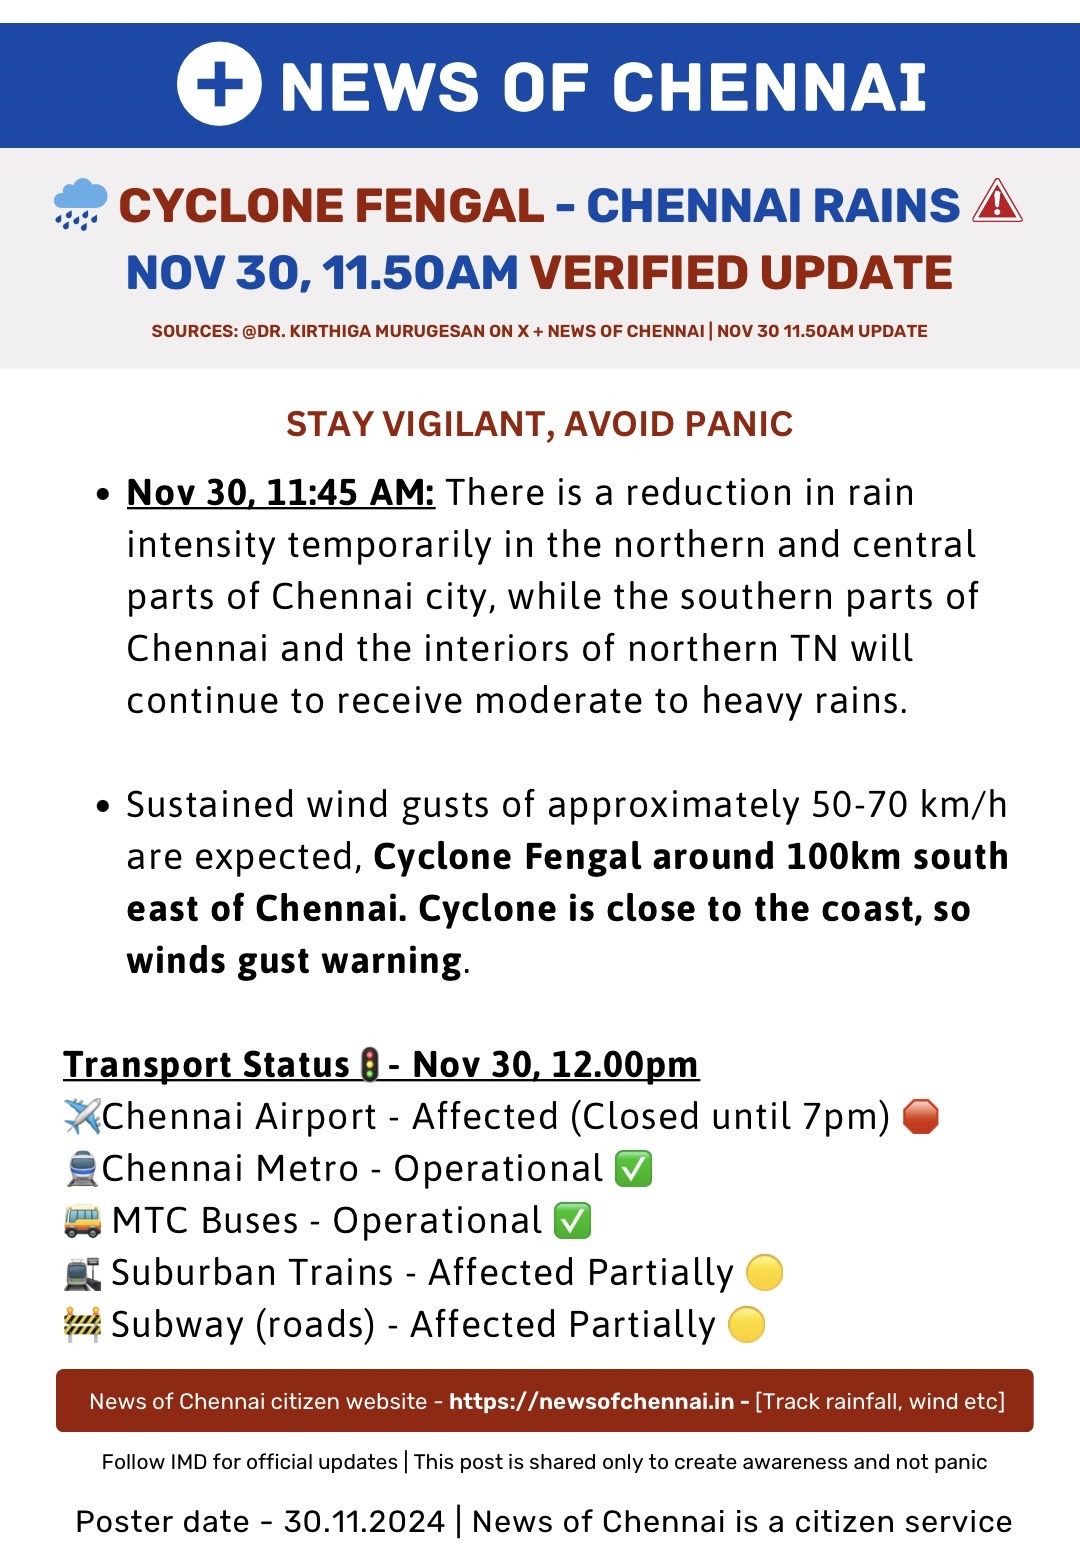 NEWS OF CHENNAI
🌧️ CYCLONE FENGAL - CHENNAI RAINS ⚠️
NOV 30, 11.50AM VERIFIED UPDATE
SOURCES: @DR. KIRTHIGA MURUGESAN ON X + NEWS OF CHENNAI | NOV 30 11.50AM UPDATE
STAY VIGILANT, AVOID PANIC
• Nov 30, 11:45 AM: There is a reduction in rain
intensity temporarily in the northern and central
parts of Chennai city, while the southern parts of
Chennai and the interiors of northern TN will
continue to receive moderate to heavy rains.
• Sustained wind gusts of approximately 50-70 km/h
are expected, Cyclone Fengal around 100km south
east of Chennai. Cyclone is close to the coast, so
winds gust warning.
Transport Status🚦- Nov 30, 12.00pm
✈️Chennai Airport - Affected (Closed until 7pm) 🛑
🚆Chennai Metro - Operational ✅
🚌 MTC Buses - Operational ✅
🚉 Suburban Trains - Affected Partially 🟡
🚧 Subway (roads) - Affected Partially 🟡
News of Chennai citizen website - https://newsofchennai.in - [Track rainfall, wind etc]
Follow IMD for official updates | This post is shared only to create awareness and not panic
Poster date - 30.11.2024 | News of Chennai is a citizen service